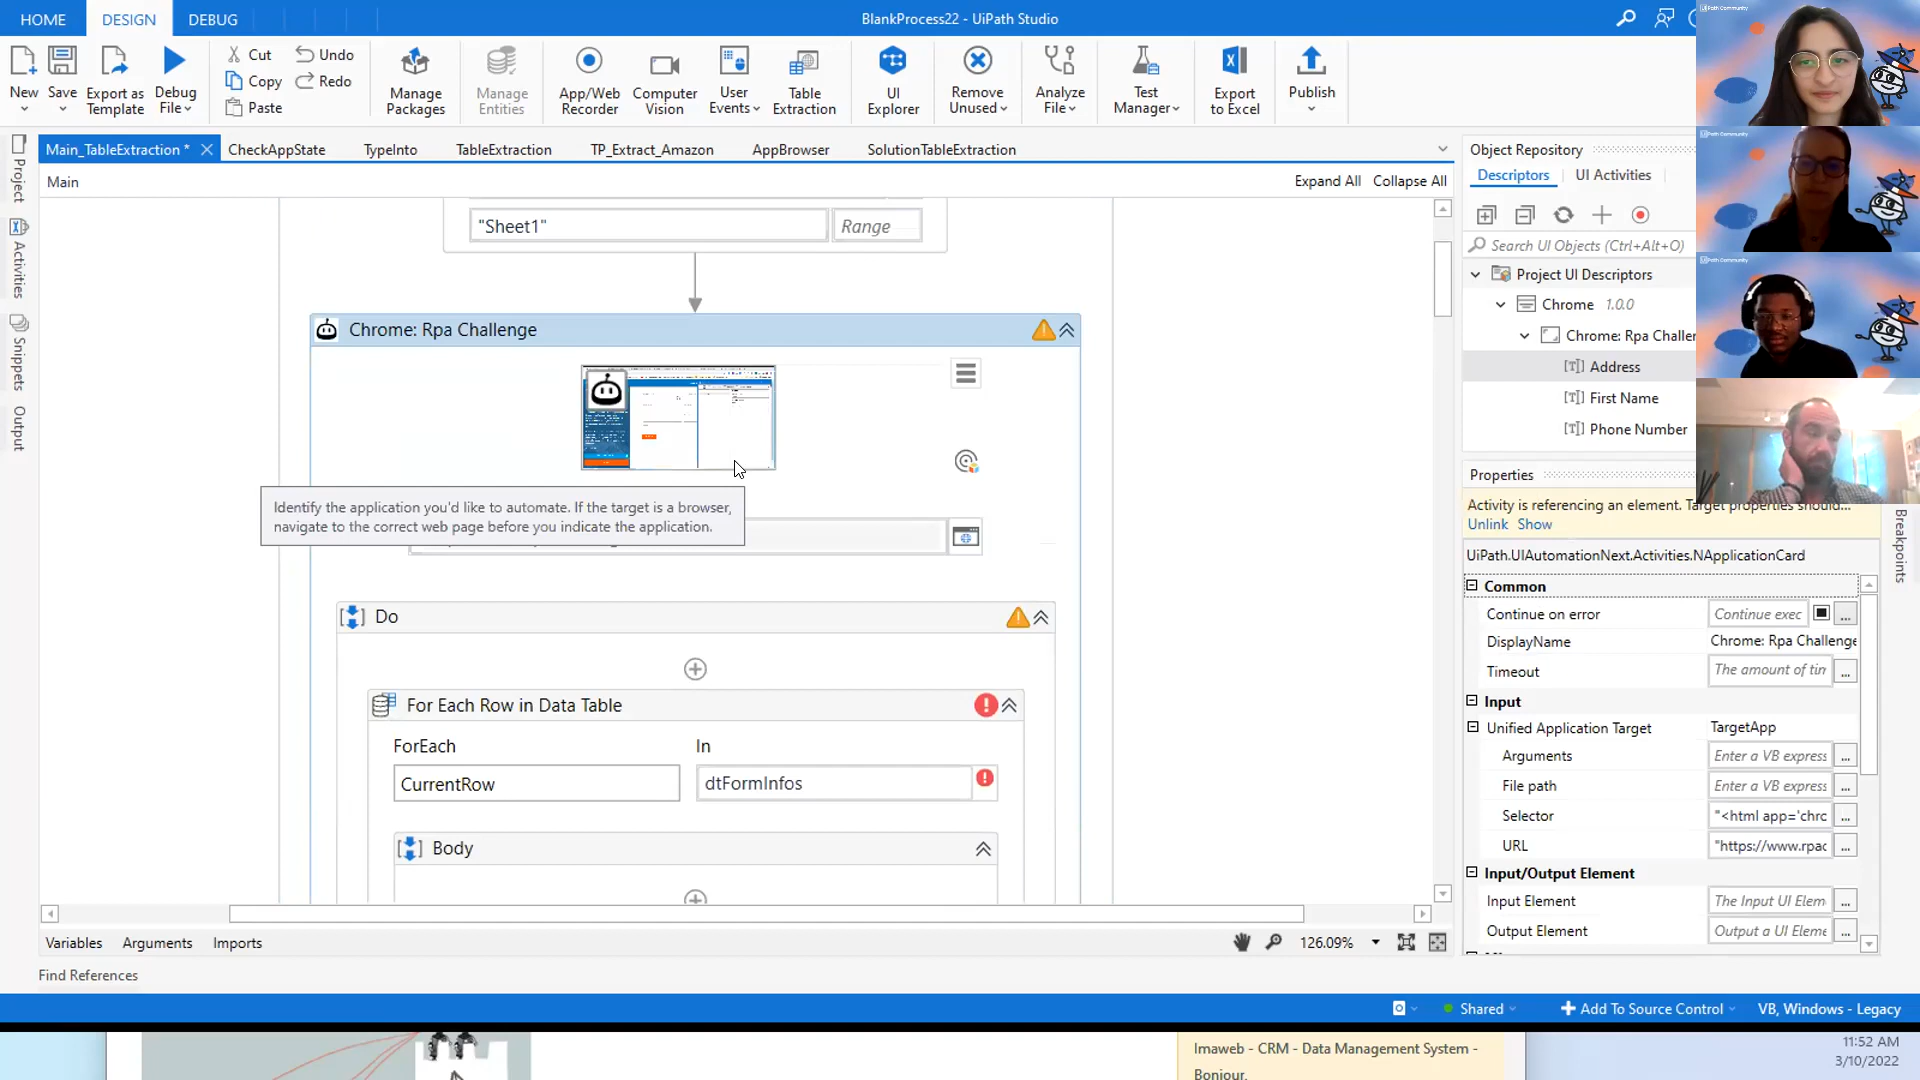 HOME
DESIGN
DEBUG
BlankProcess22 - UiPath Studio
New
Save
Export as Template
Debug File
Cut
Copy
Paste
Undo
Redo
Manage Packages
Manage Entities
App/Web Recorder
Computer Vision
User Events
Table Extraction
UI Explorer
Remove Unused
Analyze File
Test Manager
Export to Excel
Publish
Main_TableExtraction *
CheckAppState
TypeInto
TableExtraction
TP_Extract_Amazon
AppBrowser
SolutionTableExtraction
Main
Expand All
Collapse All
Project
Activities
Snippets
Output
"Sheet1"
Range
Chrome: Rpa Challenge
Identify the application you'd like to automate. If the target is a browser,
navigate to the correct web page before you indicate the application.
Do
For Each Row in Data Table
ForEach
In
CurrentRow
dtFormInfos
Body
Variables
Arguments
Imports
126.09%
Find References
Object Repository
Descriptors
UI Activities
Search UI Objects (Ctrl+Alt+O)
Project UI Descriptors
Chrome 1.0.0
Chrome: Rpa Challer
Address
First Name
Phone Number
Properties
Activity is referencing an element. Target properties should...
Unlink Show
UiPath.UIAutomationNext.Activities.NApplicationCard
Common
Continue on error
Continue exec
DisplayName
Chrome: Rpa Challenge
Timeout
The amount of tim
Input
Unified Application Target
TargetApp
Arguments
Enter a VB express
File path
Enter a VB express
Selector
"<html app='chrc
URL
"https://www.rpac
Input/Output Element
Input Element
The Input UI Elem
Output Element
Output a UI Eleme
Breakpoints
UiPath Community
UiPath Community
UiPath Community
Shared
Add To Source Control
VB, Windows - Legacy
Imaweb - CRM - Data Management System -
Bonjour,
11:52 AM
3/10/2022